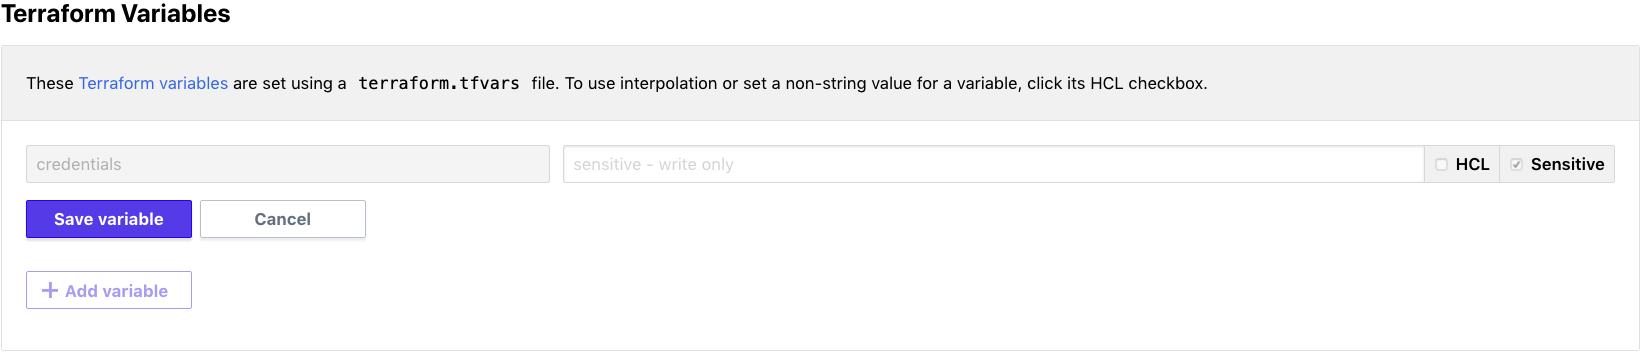 Terraform Variables
These Terraform variables are set using a terraform.tfvars file. To use interpolation or set a non-string value for a variable, click its HCL checkbox.
credentials sensitive - write only HCL Sensitive
Save variable Cancel
+ Add variable